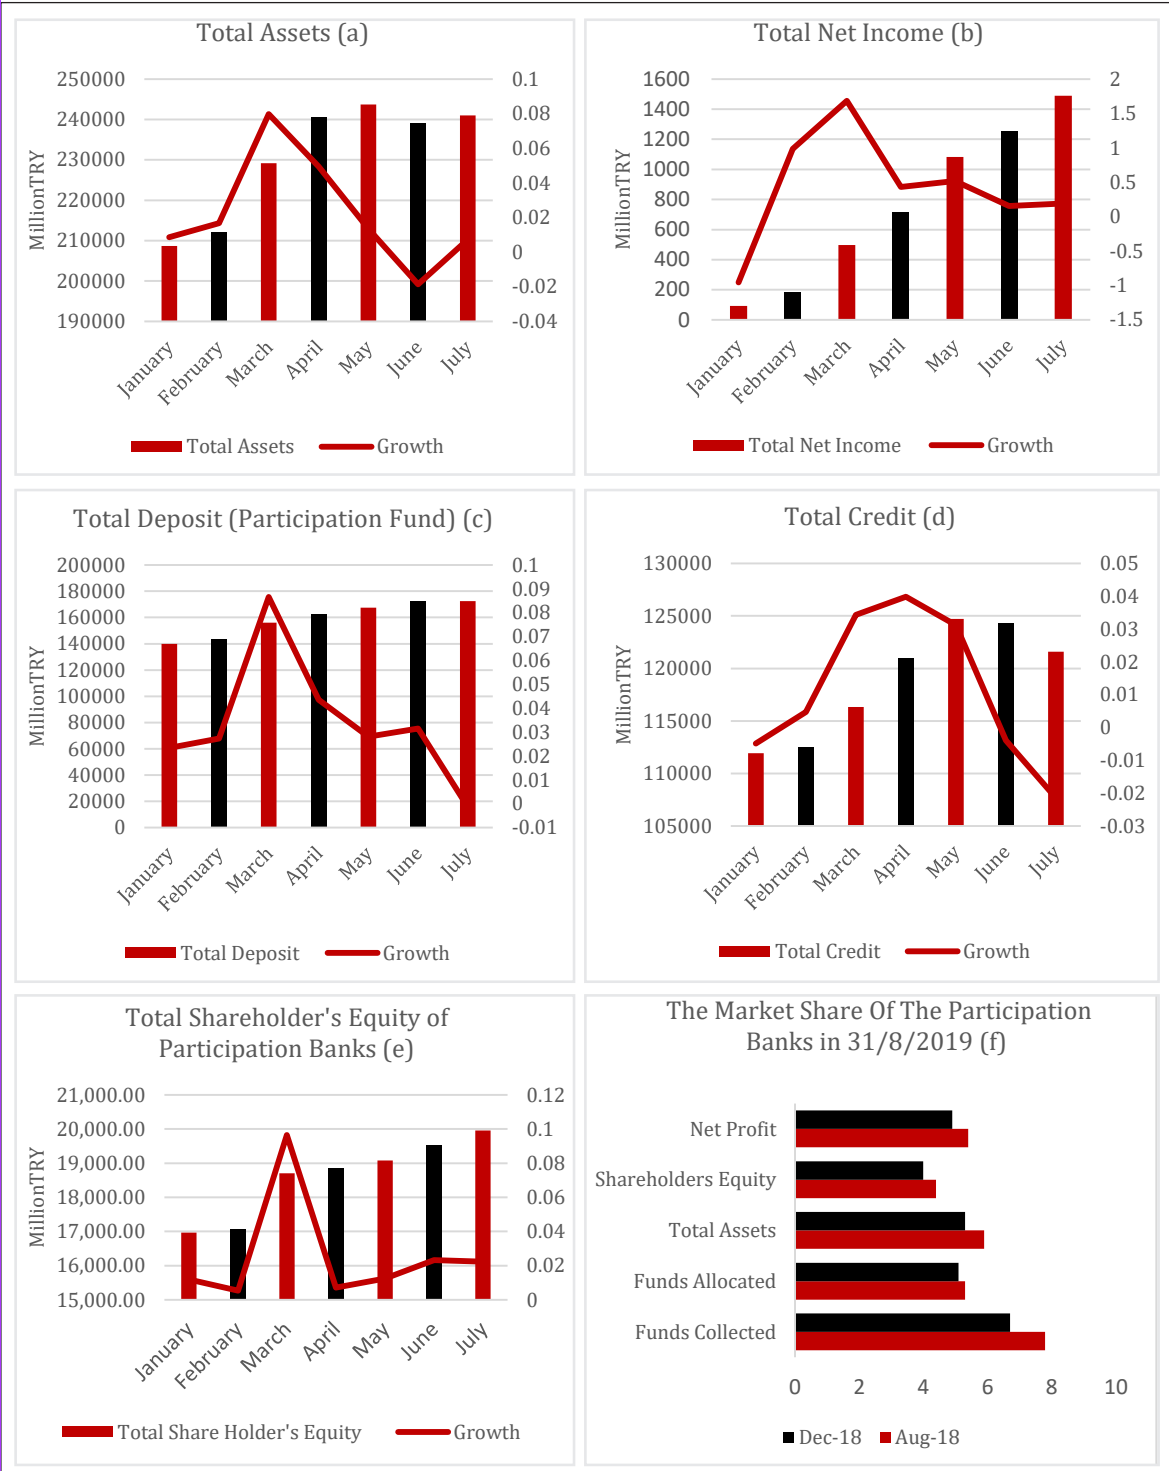 Total Assets (a)
250000
240000
230000
220000
210000
200000
190000
MillionTRY
0.1
0.08
0.06
0.04
0.02
0
-0.02
-0.04
January
February
March
April
May
June
July
Total Assets
Growth
Total Net Income (b)
1600
1400
1200
1000
800
600
400
200
0
MillionTRY
2
1.5
1
0.5
0
-0.5
-1
-1.5
January
February
March
April
May
June
July
Total Net Income
Growth
Total Deposit (Participation Fund) (c)
200000
180000
160000
140000
120000
100000
80000
60000
40000
20000
0
MillionTRY
0.1
0.09
0.08
0.07
0.06
0.05
0.04
0.03
0.02
0.01
0
-0.01
January
February
March
April
May
June
July
Total Deposit
Growth
Total Credit (d)
130000
125000
120000
115000
110000
105000
MillionTRY
0.05
0.04
0.03
0.02
0.01
0
-0.01
-0.02
-0.03
January
February
March
April
May
June
July
Total Credit
Growth
Total Shareholder's Equity of
Participation Banks (e)
21,000.00
20,000.00
19,000.00
18,000.00
17,000.00
16,000.00
15,000.00
MillionTRY
0.12
0.1
0.08
0.06
0.04
0.02
0
January
February
March
April
May
June
July
Total Share Holder's Equity
Growth
The Market Share Of The Participation
Banks in 31/8/2019 (f)
Net Profit
Shareholders Equity
Total Assets
Funds Allocated
Funds Collected
0 2 4 6 8 10
Dec-18 Aug-18